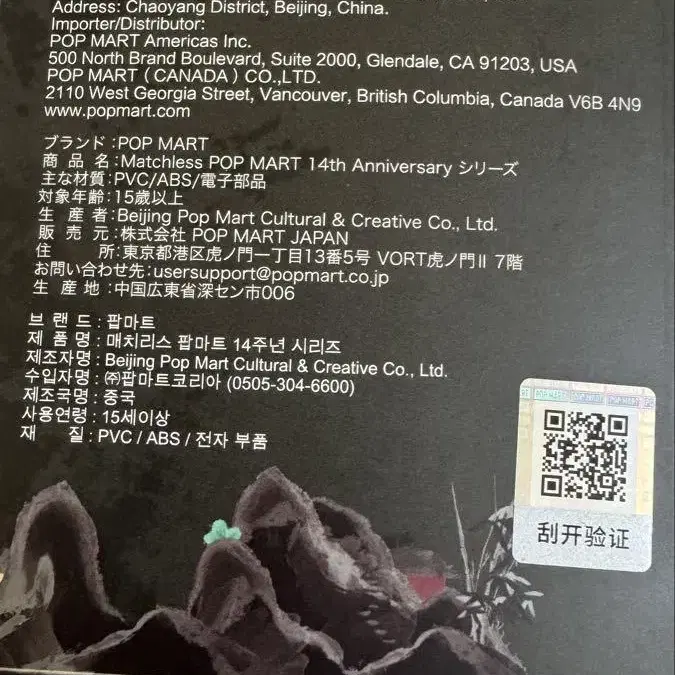 Address: Chaoyang District, Beijing, China.
Importer/Distributor:
POP MART Americas Inc.
500 North Brand Boulevard, Suite 2000, Glendale, CA 91203, USA
POP MART ( CANADA ) CO.,LTD.
2110 West Georgia Street, Vancouver, British Columbia, Canada V6B 4N9
www.popmart.com
ブランド:POP MART
商 品 名:Matchless POP MART 14th Anniversary シリーズ
主な材質:PVC/ABS/電子部品
対象年齢:15歳以上
生 産 者:Beijing Pop Mart Cultural & Creative Co., Ltd.
販 売 元:株式会社 POP MART JAPAN
住 所:東京都港区虎ノ門一丁目13番5号 VORT虎ノ門Ⅱ 7階
お問い合わせ先:usersupport@popmart.co.jp
生 産 地:中国広東省深セン市006
브 랜 드 : 팝마트
제 품 명 : 매치리스 팝마트 14주년 시리즈
제조자명 : Beijing Pop Mart Cultural & Creative Co., Ltd.
수입자명 : ㈜팝마트코리아 (0505-304-6600)
제조국명 : 중국
사용연령 : 15세이상
재 질 : PVC / ABS / 전자 부품
POP MART POP MART POP MART
刮开验证